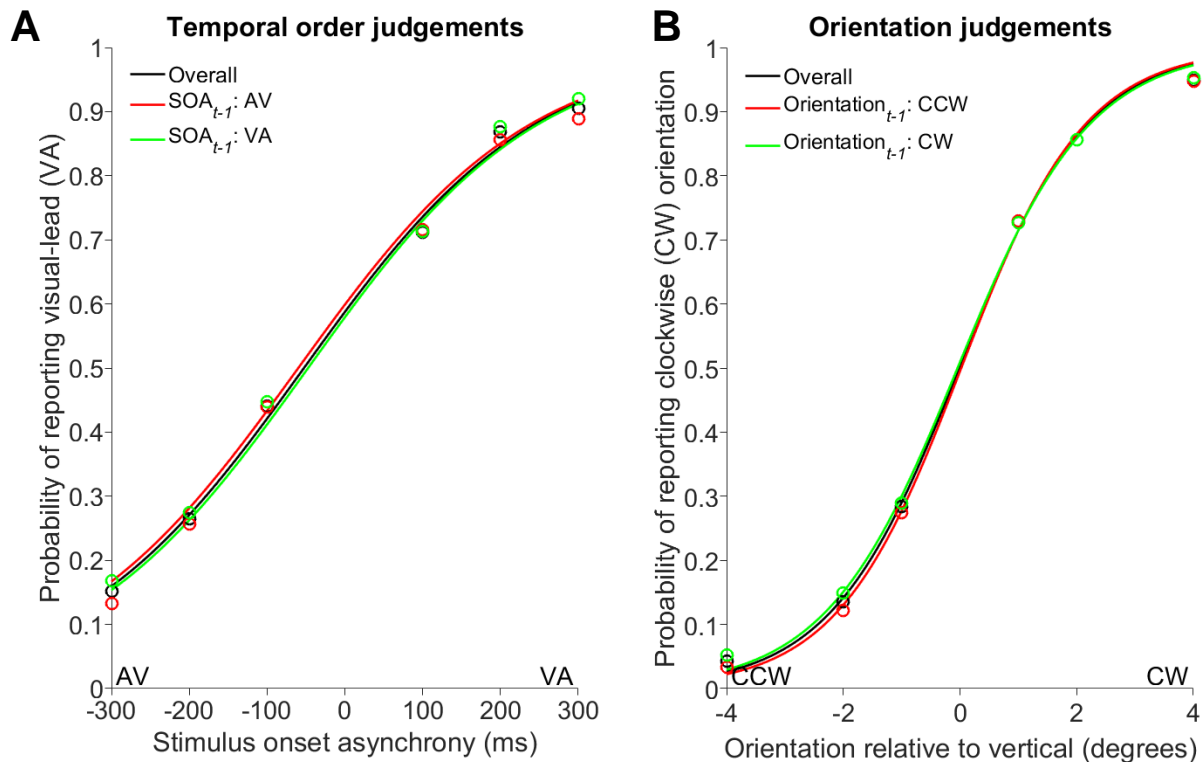 A
Temporal order judgements
Overall
SOAt-1: AV
SOAt-1: VA
Probability of reporting visual-lead (VA)
1
0.9
0.8
0.7
0.6
0.5
0.4
0.3
0.2
0.1
0
AV
VA
-300
-200
-100
0
100
200
300
Stimulus onset asynchrony (ms)
B
Orientation judgements
Overall
Orientationt-1: CCW
Orientationt-1: CW
Probability of reporting clockwise (CW) orientation
1
0.9
0.8
0.7
0.6
0.5
0.4
0.3
0.2
0.1
0
CCW
CW
-4
-2
0
2
4
Orientation relative to vertical (degrees)